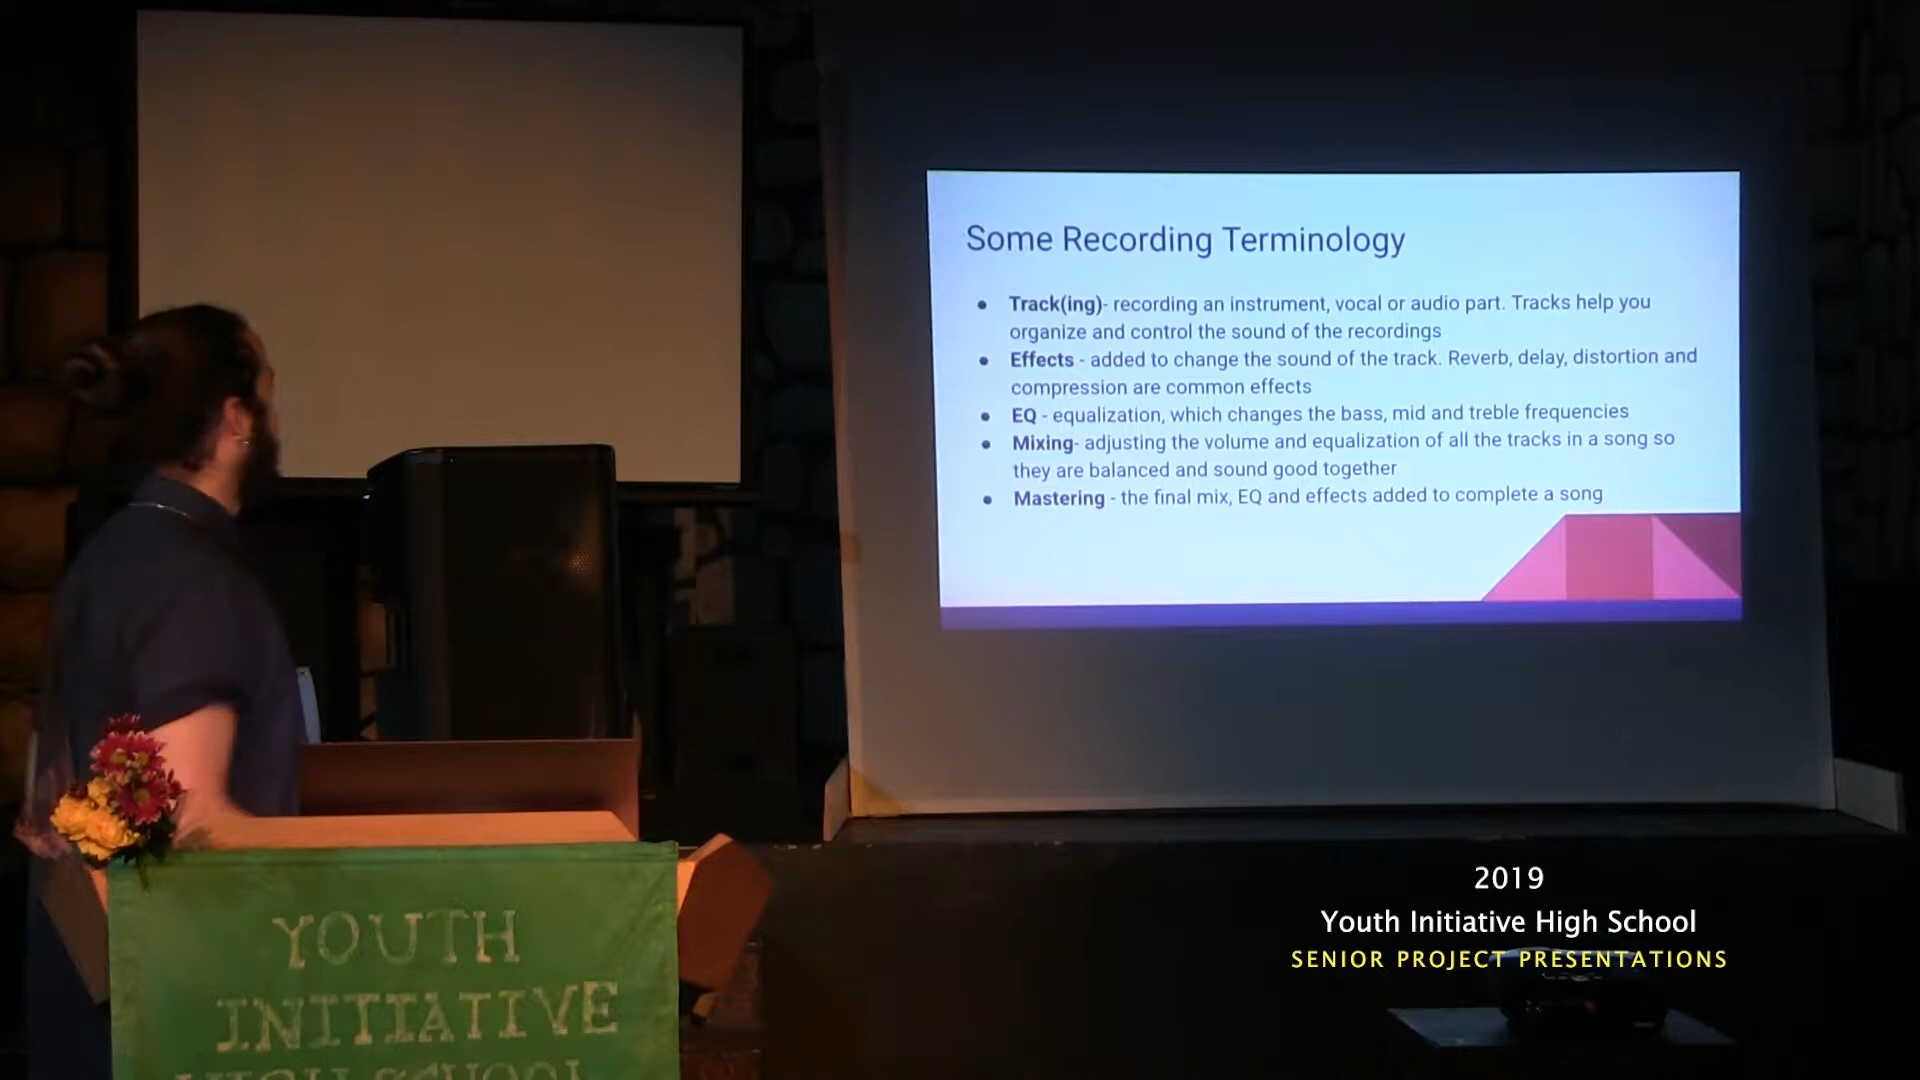 Some Recording Terminology
● Track(ing)- recording an instrument, vocal or audio part. Tracks help you
organize and control the sound of the recordings
● Effects - added to change the sound of the track. Reverb, delay, distortion and
compression are common effects
● EQ - equalization, which changes the bass, mid and treble frequencies
● Mixing- adjusting the volume and equalization of all the tracks in a song so
they are balanced and sound good together
● Mastering - the final mix, EQ and effects added to complete a song
2019
Youth Initiative High School
SENIOR PROJECT PRESENTATIONS
YOUTH
INITIATIVE
HIGH SCHOOL